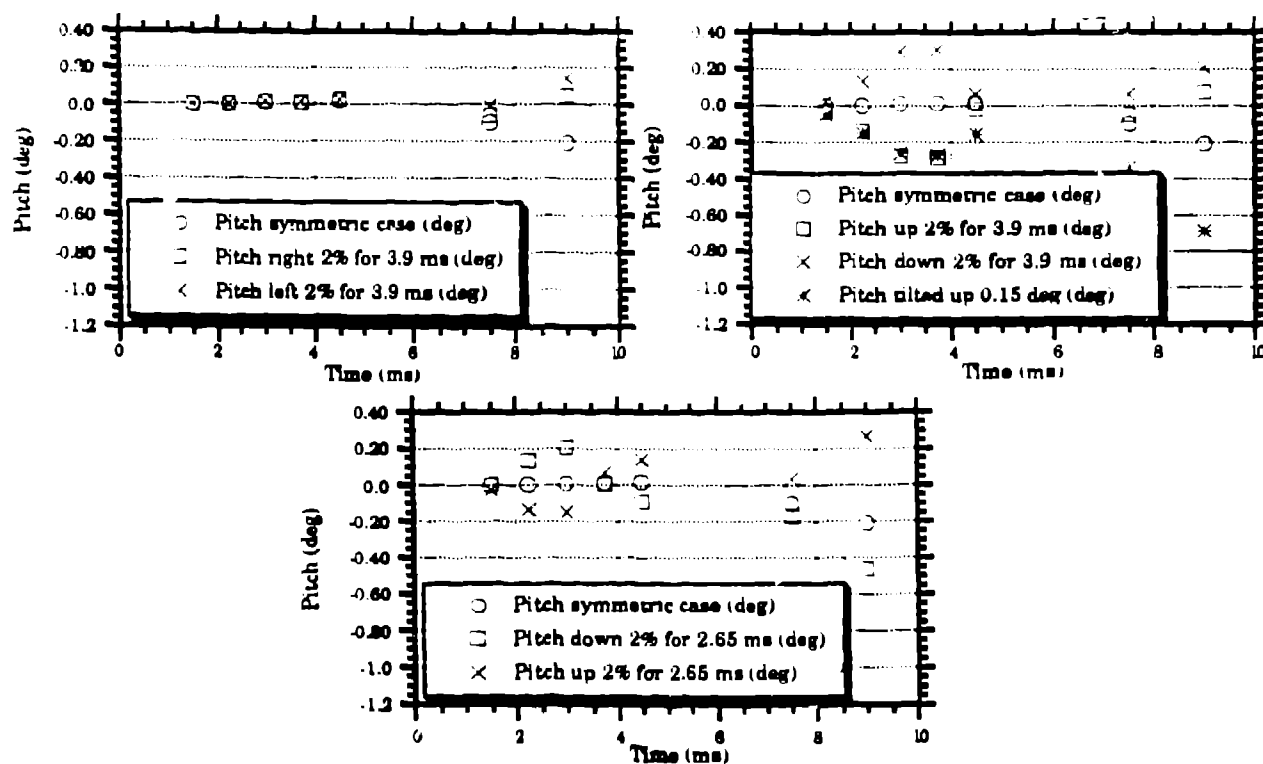 0.40
0.20
0.0
-0.20
-0.40
-0.60
-0.80
-1.0
-1.2
Pitch (deg)
Pitch symmetric case (deg)
Pitch right 2% for 3.9 ms (deg)
Pitch left 2% for 3.9 ms (deg)
0 2 4 6 8 10
Time (ms)
0.40
0.20
0.0
-0.20
-0.40
-0.60
-0.80
-1.0
-1.2
Pitch (deg)
Pitch symmetric case (deg)
Pitch up 2% for 3.9 ms (deg)
Pitch down 2% for 3.9 ms (deg)
Pitch tilted up 0.15 deg (deg)
0 2 4 6 8 10
Time (ms)
0.40
0.20
0.0
-0.20
-0.40
-0.60
-0.80
-1.0
-1.2
Pitch (deg)
Pitch symmetric case (deg)
Pitch down 2% for 2.65 ms (deg)
Pitch up 2% for 2.65 ms (deg)
0 2 4 6 8 10
Time (ms)